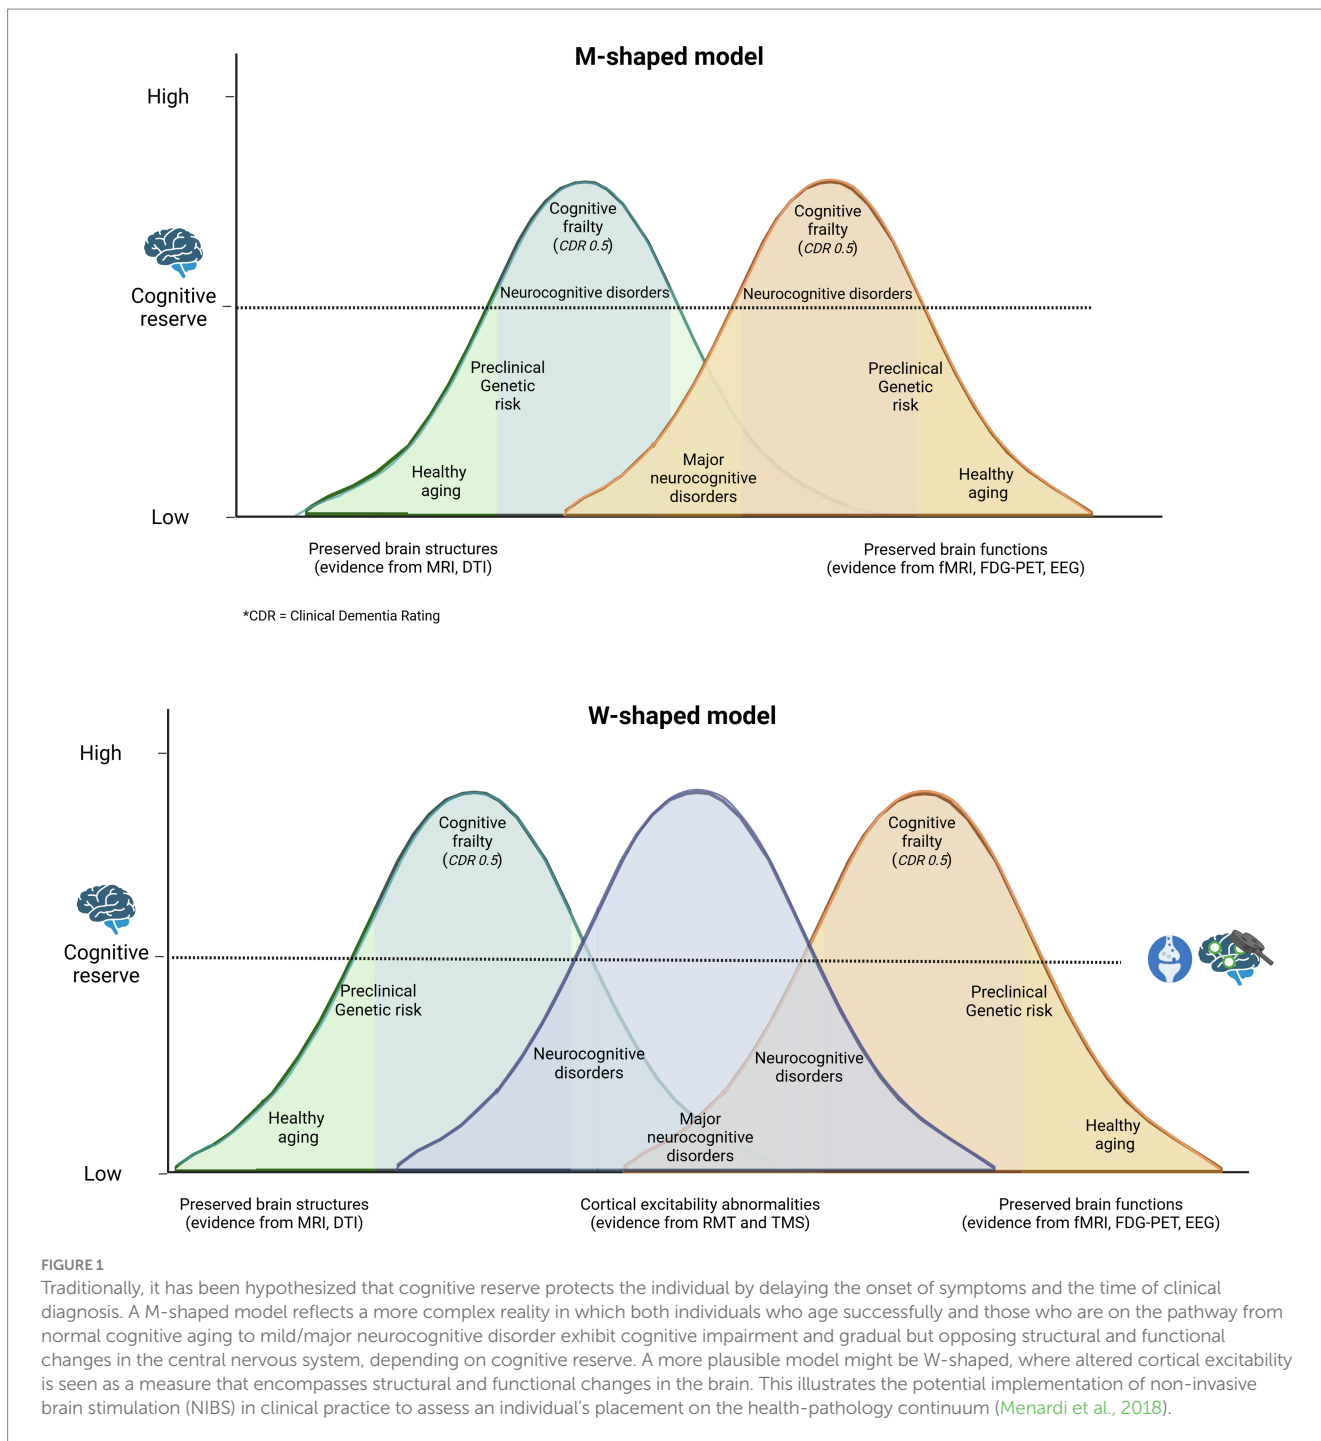 M-shaped model
High
Cognitive
frailty
(CDR 0.5)
Cognitive
frailty
(CDR 0.5)
Neurocognitive disorders
Neurocognitive disorders
Cognitive
reserve
Preclinical
Genetic
risk
Preclinical
Genetic
risk
Healthy
aging
Major
neurocognitive
disorders
Healthy
aging
Low
Preserved brain structures
(evidence from MRI, DTI)
Preserved brain functions
(evidence from fMRI, FDG-PET, EEG)
*CDR = Clinical Dementia Rating
W-shaped model
High
Cognitive
frailty
(CDR 0.5)
Cognitive
frailty
(CDR 0.5)
Cognitive
reserve
Preclinical
Genetic risk
Preclinical
Genetic risk
Neurocognitive
disorders
Neurocognitive
disorders
Healthy
aging
Major
neurocognitive
disorders
Healthy
aging
Low
Preserved brain structures
(evidence from MRI, DTI)
Cortical excitability abnormalities
(evidence from RMT and TMS)
Preserved brain functions
(evidence from fMRI, FDG-PET, EEG)
FIGURE 1
Traditionally, it has been hypothesized that cognitive reserve protects the individual by delaying the onset of symptoms and the time of clinical
diagnosis. A M-shaped model reflects a more complex reality in which both individuals who age successfully and those who are on the pathway from
normal cognitive aging to mild/major neurocognitive disorder exhibit cognitive impairment and gradual but opposing structural and functional
changes in the central nervous system, depending on cognitive reserve. A more plausible model might be W-shaped, where altered cortical excitability
is seen as a measure that encompasses structural and functional changes in the brain. This illustrates the potential implementation of non-invasive
brain stimulation (NIBS) in clinical practice to assess an individual's placement on the health-pathology continuum (Menardi et al., 2018).